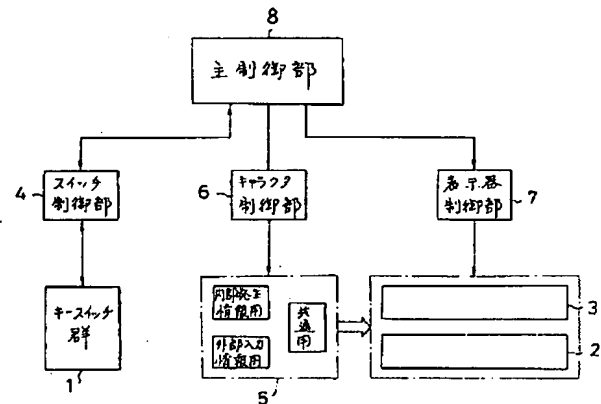 8
主制御部
4
スイッチ
制御部
6
キャラクタ
制御部
表示器
制御部
7
キースイッチ
群
1
内部発生
情報用
外部入力
情報用
共通用
5
3
2